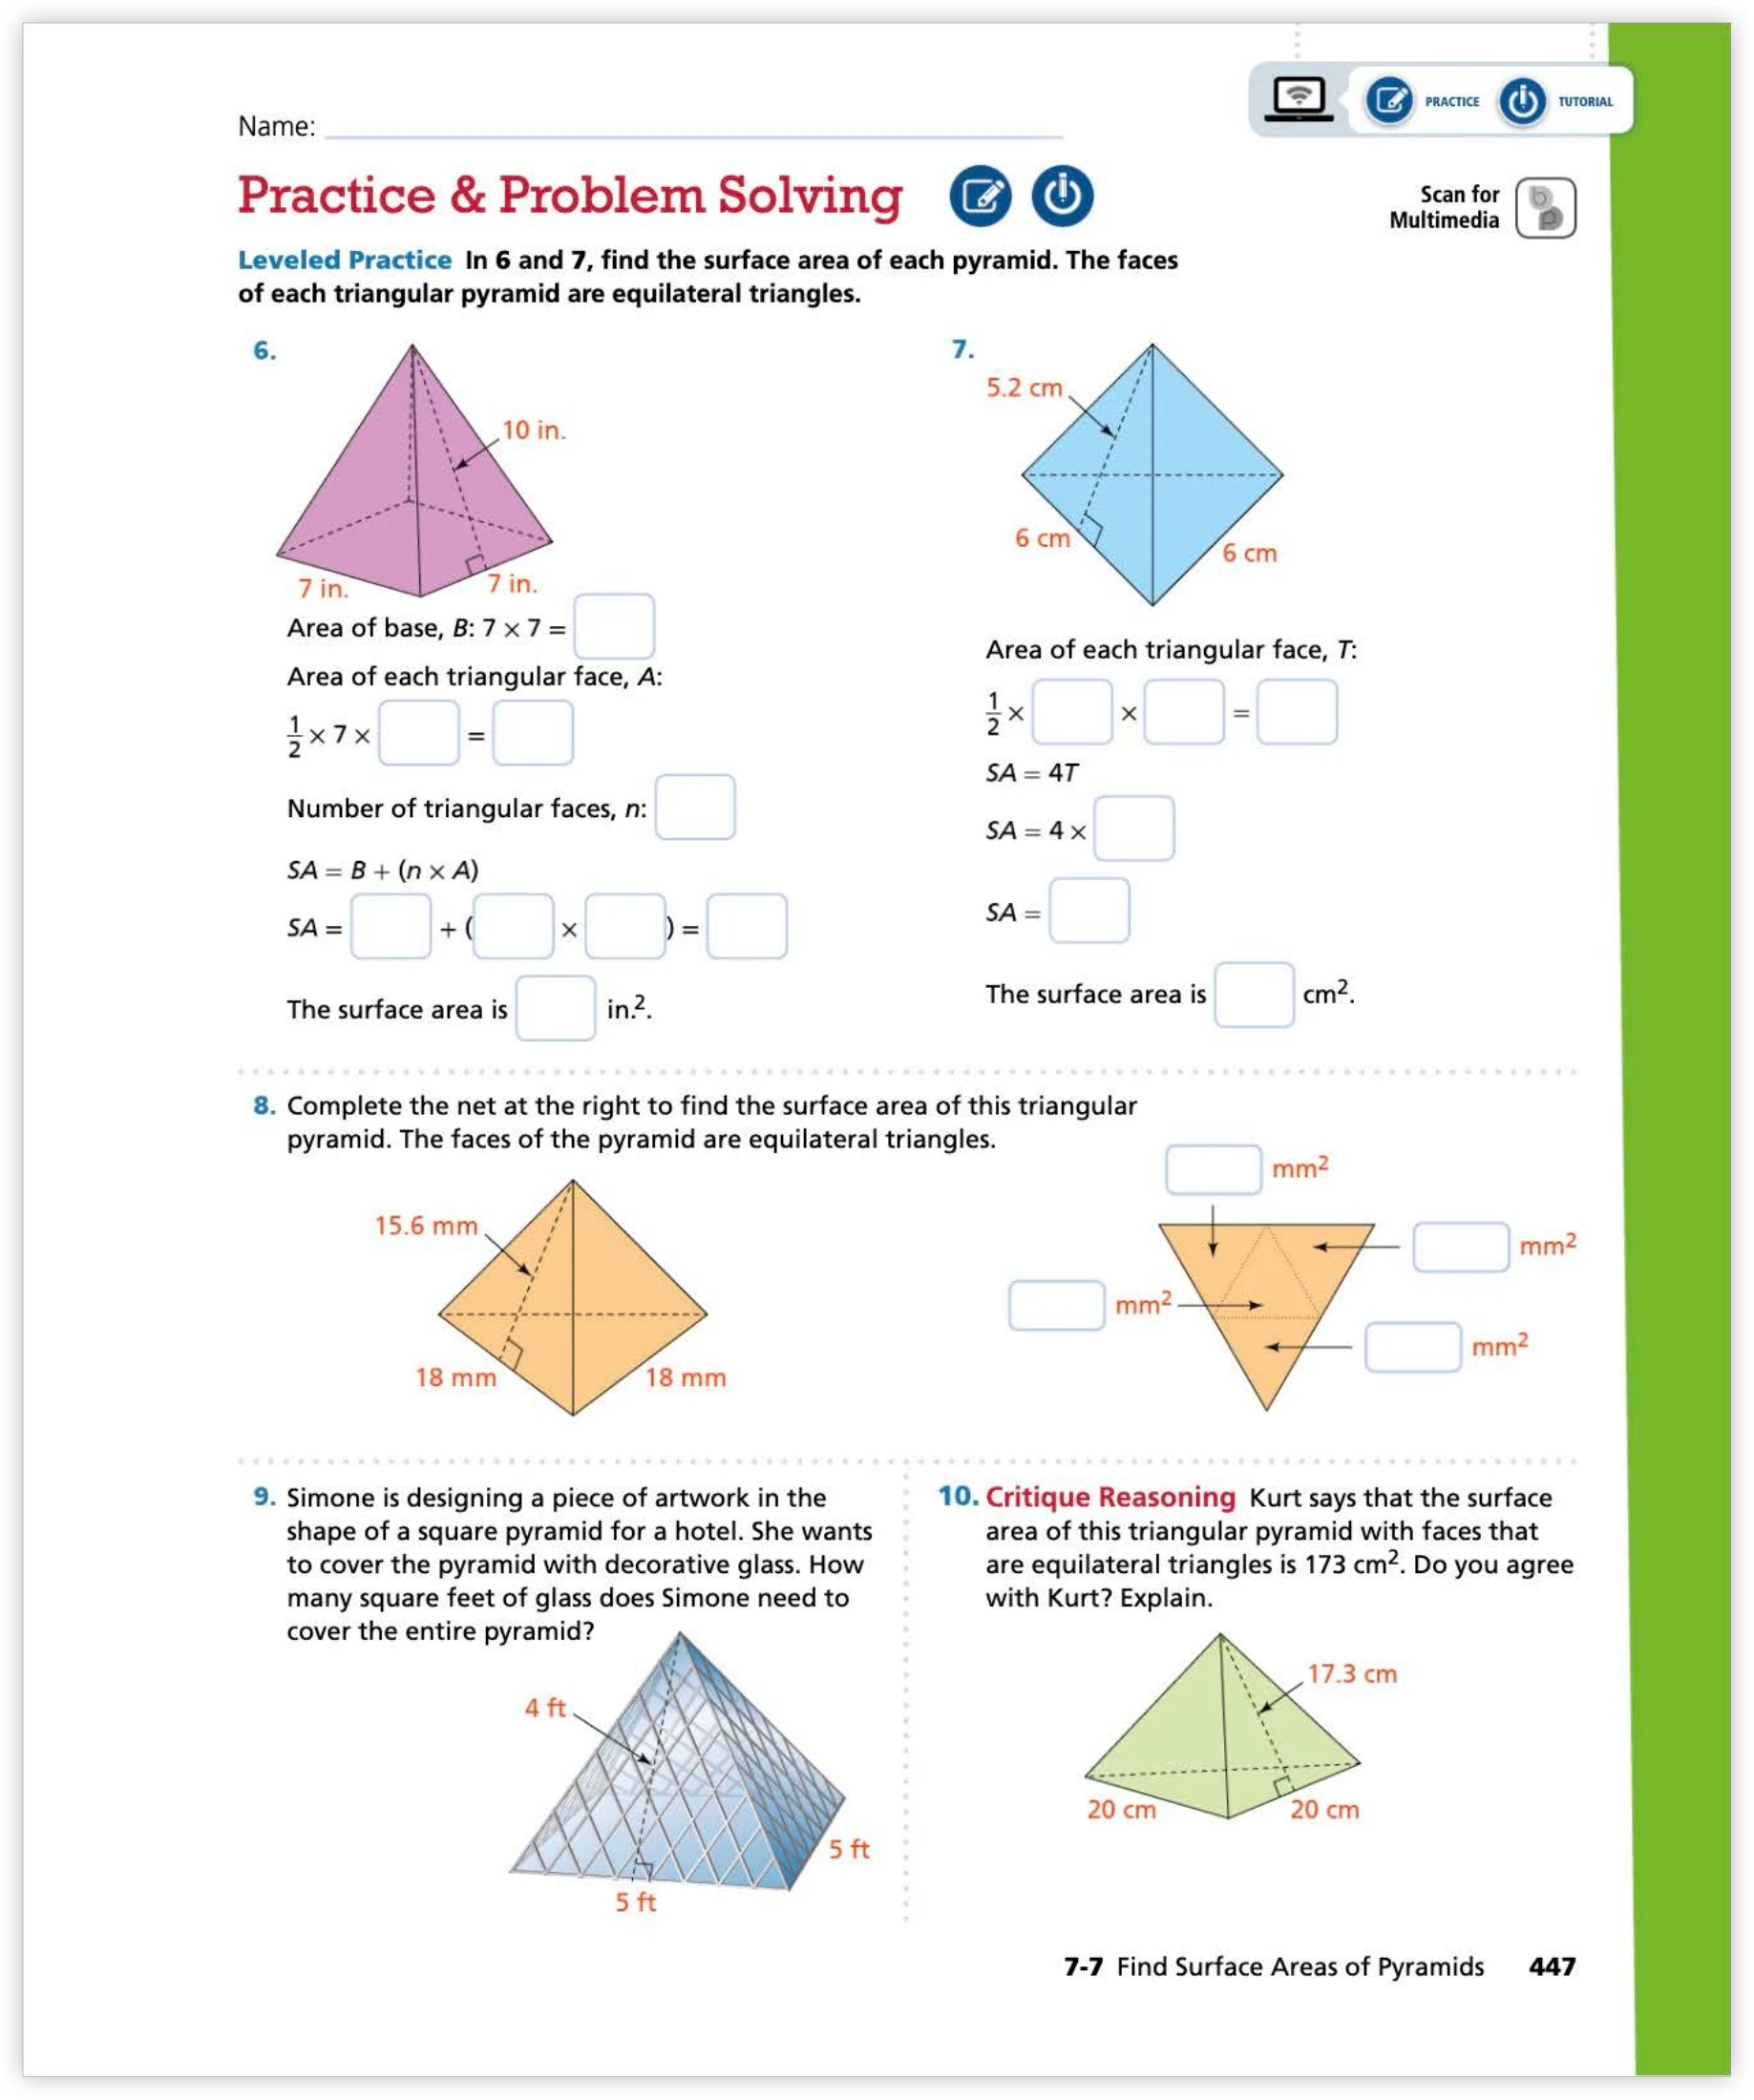 PRACTICE
TUTORIAL
Name:
Practice & Problem Solving
Scan for
Multimedia
Leveled Practice In 6 and 7, find the surface area of each pyramid. The faces
of each triangular pyramid are equilateral triangles.
6.
10 in.
7 in.
7 in.
Area of base, B: 7 × 7 =
Area of each triangular face, A:
1/2 × 7 × =
Number of triangular faces, n:
SA = B + (n × A)
SA = + ( × ) =
The surface area is in.².
7.
5.2 cm
6 cm
6 cm
Area of each triangular face, T:
1/2 × × =
SA = 4T
SA = 4 ×
SA =
The surface area is cm².
8. Complete the net at the right to find the surface area of this triangular
pyramid. The faces of the pyramid are equilateral triangles.
15.6 mm
18 mm
18 mm
mm²
mm²
mm²
mm²
9. Simone is designing a piece of artwork in the
shape of a square pyramid for a hotel. She wants
to cover the pyramid with decorative glass. How
many square feet of glass does Simone need to
cover the entire pyramid?
4 ft
5 ft
5 ft
10. Critique Reasoning Kurt says that the surface
area of this triangular pyramid with faces that
are equilateral triangles is 173 cm². Do you agree
with Kurt? Explain.
17.3 cm
20 cm
20 cm
7-7 Find Surface Areas of Pyramids 447